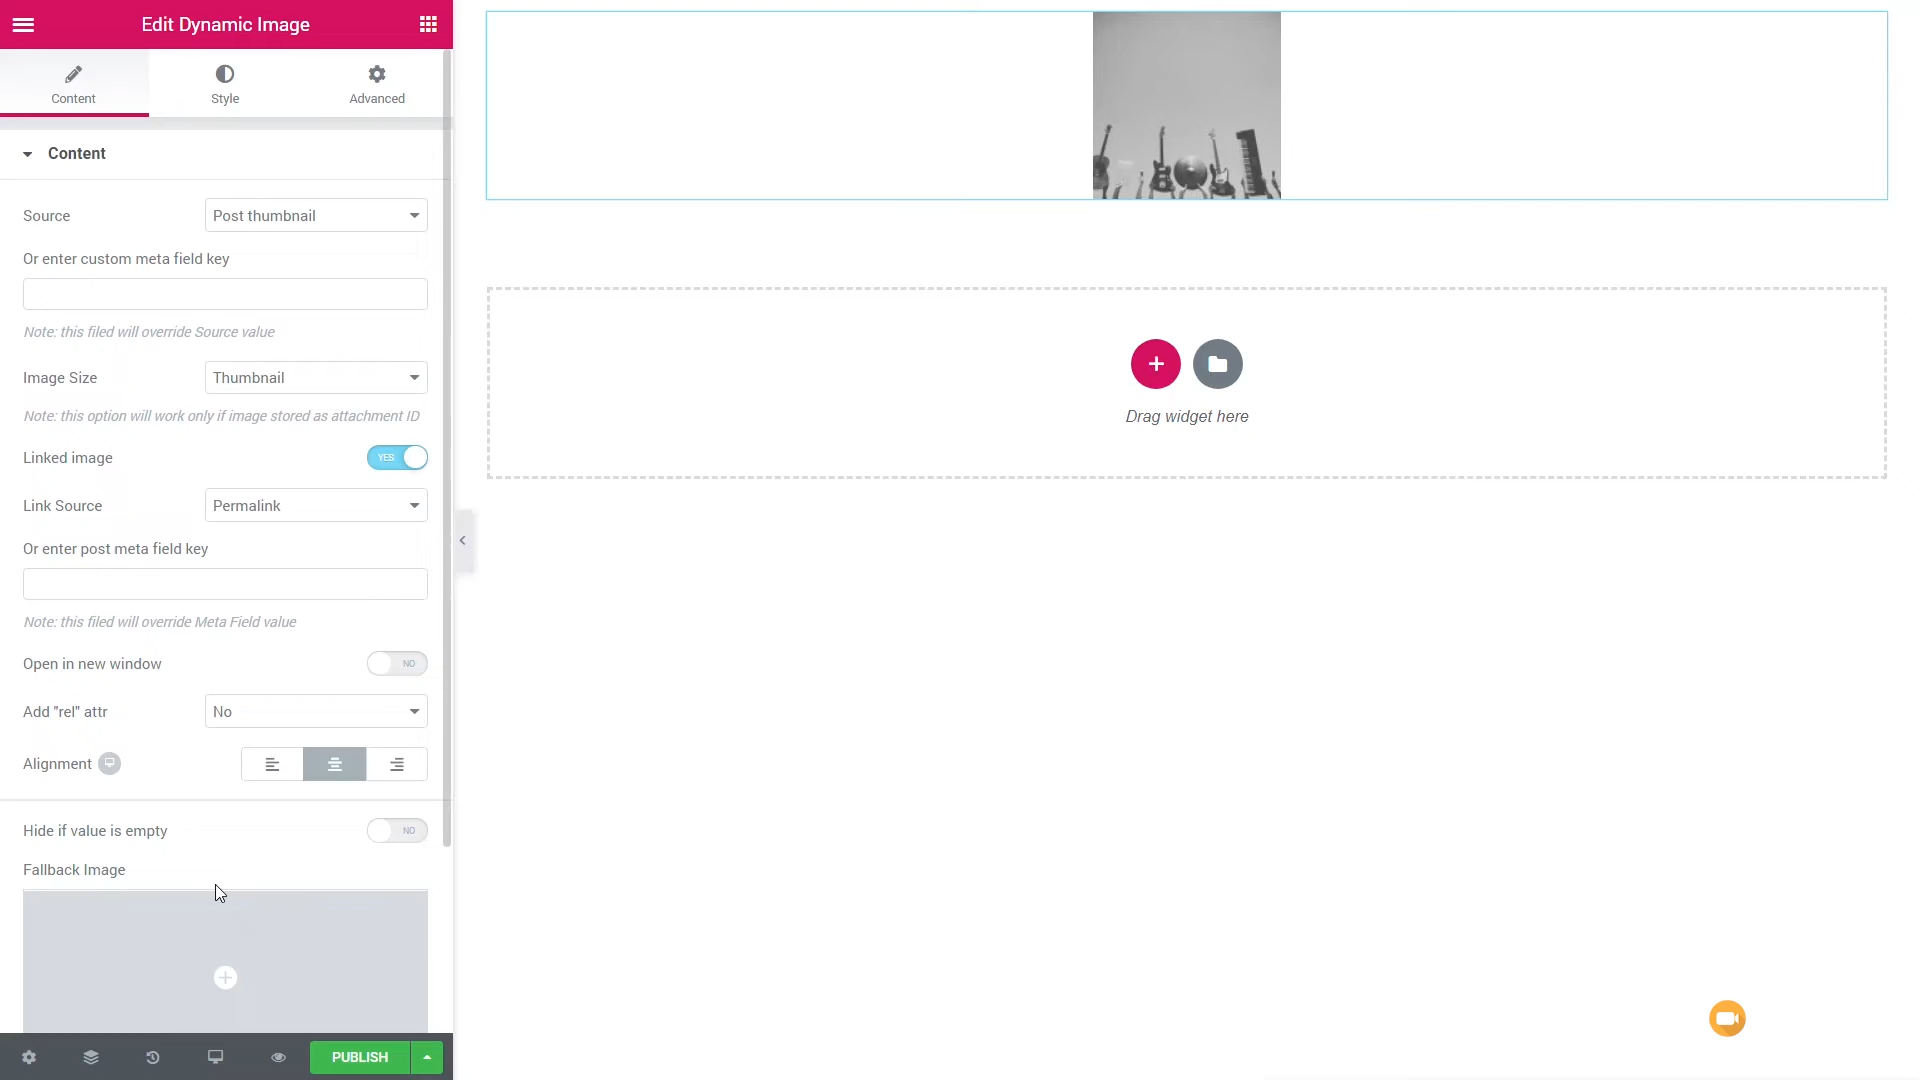 Edit Dynamic Image
Content
Style
Advanced
Content
Source
Post thumbnail
Or enter custom meta field key
Note: this filed will override Source value
Image Size
Thumbnail
Note: this option will work only if image stored as attachment ID
Linked image
YES
Link Source
Permalink
Or enter post meta field key
Note: this filed will override Meta Field value
Open in new window
NO
Add "rel" attr
No
Alignment
Hide if value is empty
NO
Fallback Image
PUBLISH
Drag widget here